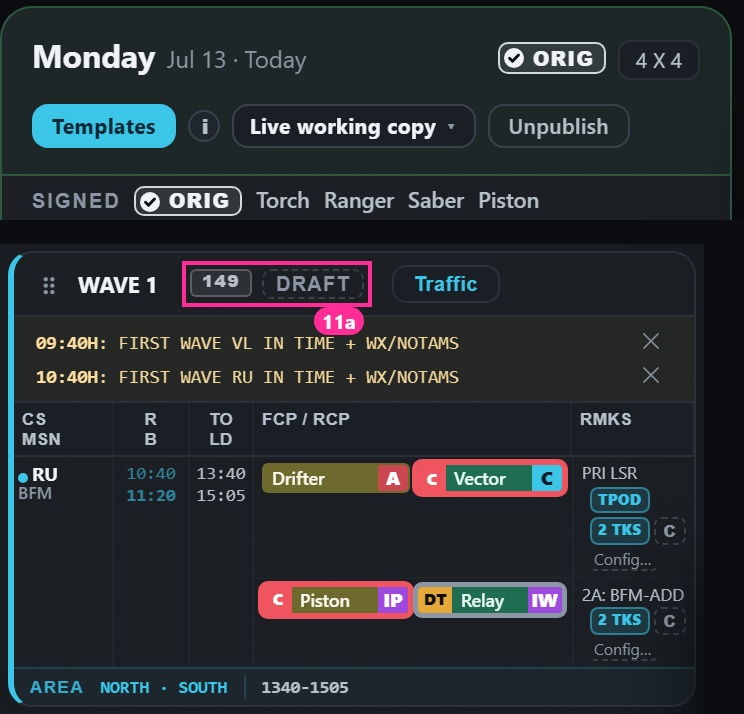 Monday Jul 13 · Today ORIG 4 X 4
Templates i Live working copy Unpublish
SIGNED ORIG Torch Ranger Saber Piston
WAVE 1 149 DRAFT Traffic
11a
09:40H: FIRST WAVE VL IN TIME + WX/NOTAMS
10:40H: FIRST WAVE RU IN TIME + WX/NOTAMS
CS R TO FCP / RCP RMKS
MSN B LD
RU 10:40 13:40 Drifter A C Vector C PRI LSR
BFM 11:20 15:05 TPOD
2 TKS C
Config...
C Piston IP DT Relay IW 2A: BFM-ADD
2 TKS C
Config...
AREA NORTH · SOUTH 1340-1505